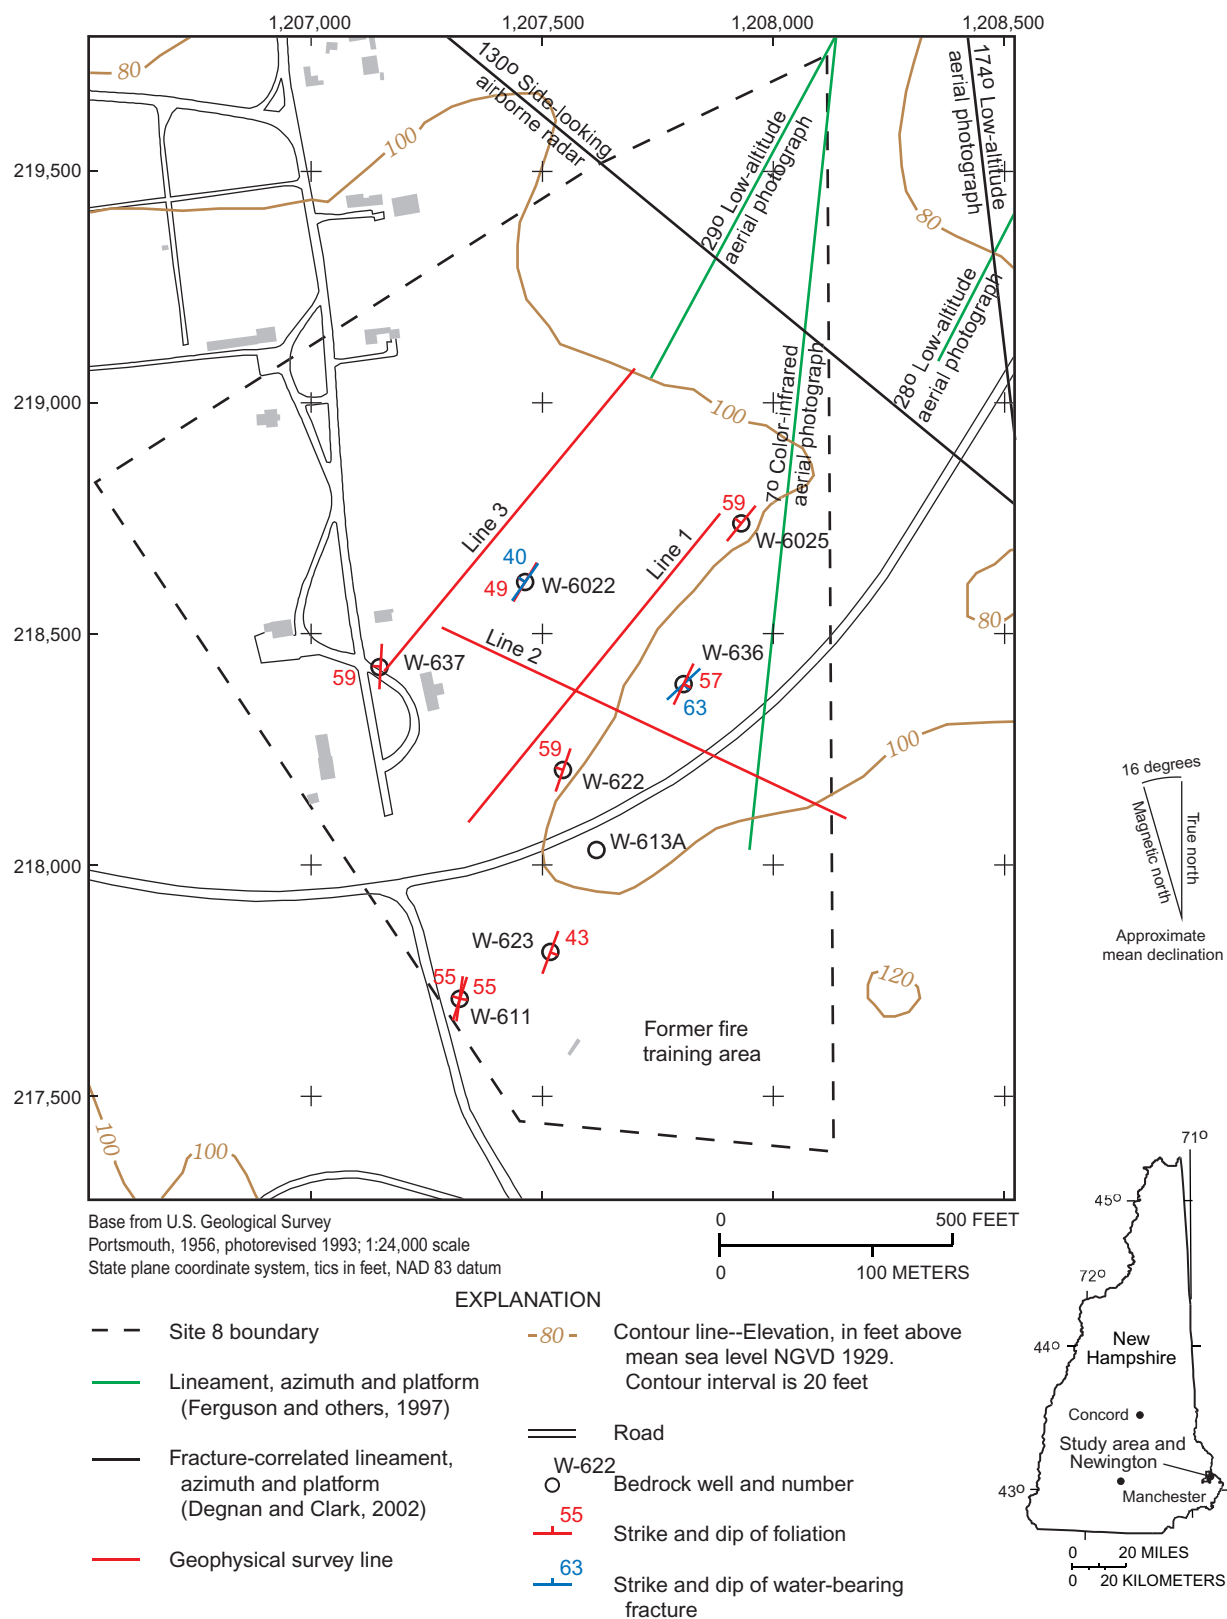 1,207,000
1,207,500
1,208,000
1,208,500
219,500
219,000
218,500
218,000
217,500
80
100
130o Side-looking
airborne radar
29o Low-altitude
aerial photograph
174o Low-altitude
aerial photograph
80
28o Low-altitude
aerial photograph
7o Color-infrared
aerial photograph
100
Line 3
Line 1
Line 2
59
W-6025
40
49
W-6022
80
W-636
57
63
W-637
59
59
W-622
100
W-613A
W-623
43
55
55
W-611
120
Former fire
training area
100
100
16 degrees
Magnetic north
True north
Approximate
mean declination
Base from U.S. Geological Survey
Portsmouth, 1956, photorevised 1993; 1:24,000 scale
State plane coordinate system, tics in feet, NAD 83 datum
0
500 FEET
0
100 METERS
EXPLANATION
Site 8 boundary
Lineament, azimuth and platform
(Ferguson and others, 1997)
Fracture-correlated lineament,
azimuth and platform
(Degnan and Clark, 2002)
Geophysical survey line
80
Contour line--Elevation, in feet above
mean sea level NGVD 1929.
Contour interval is 20 feet
Road
W-622
Bedrock well and number
55
Strike and dip of foliation
63
Strike and dip of water-bearing
fracture
71o
45o
72o
44o
New
Hampshire
Concord
Study area and
Newington
43o
Manchester
0
20 MILES
0
20 KILOMETERS